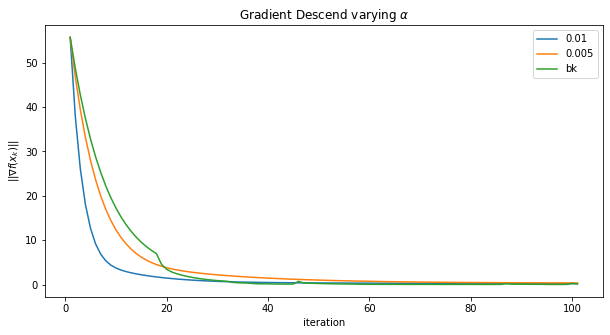 Gradient Descend varying α
0.01
0.005
bk
||∇f(x_k)||
50
40
30
20
10
0
0 20 40 60 80 100
iteration